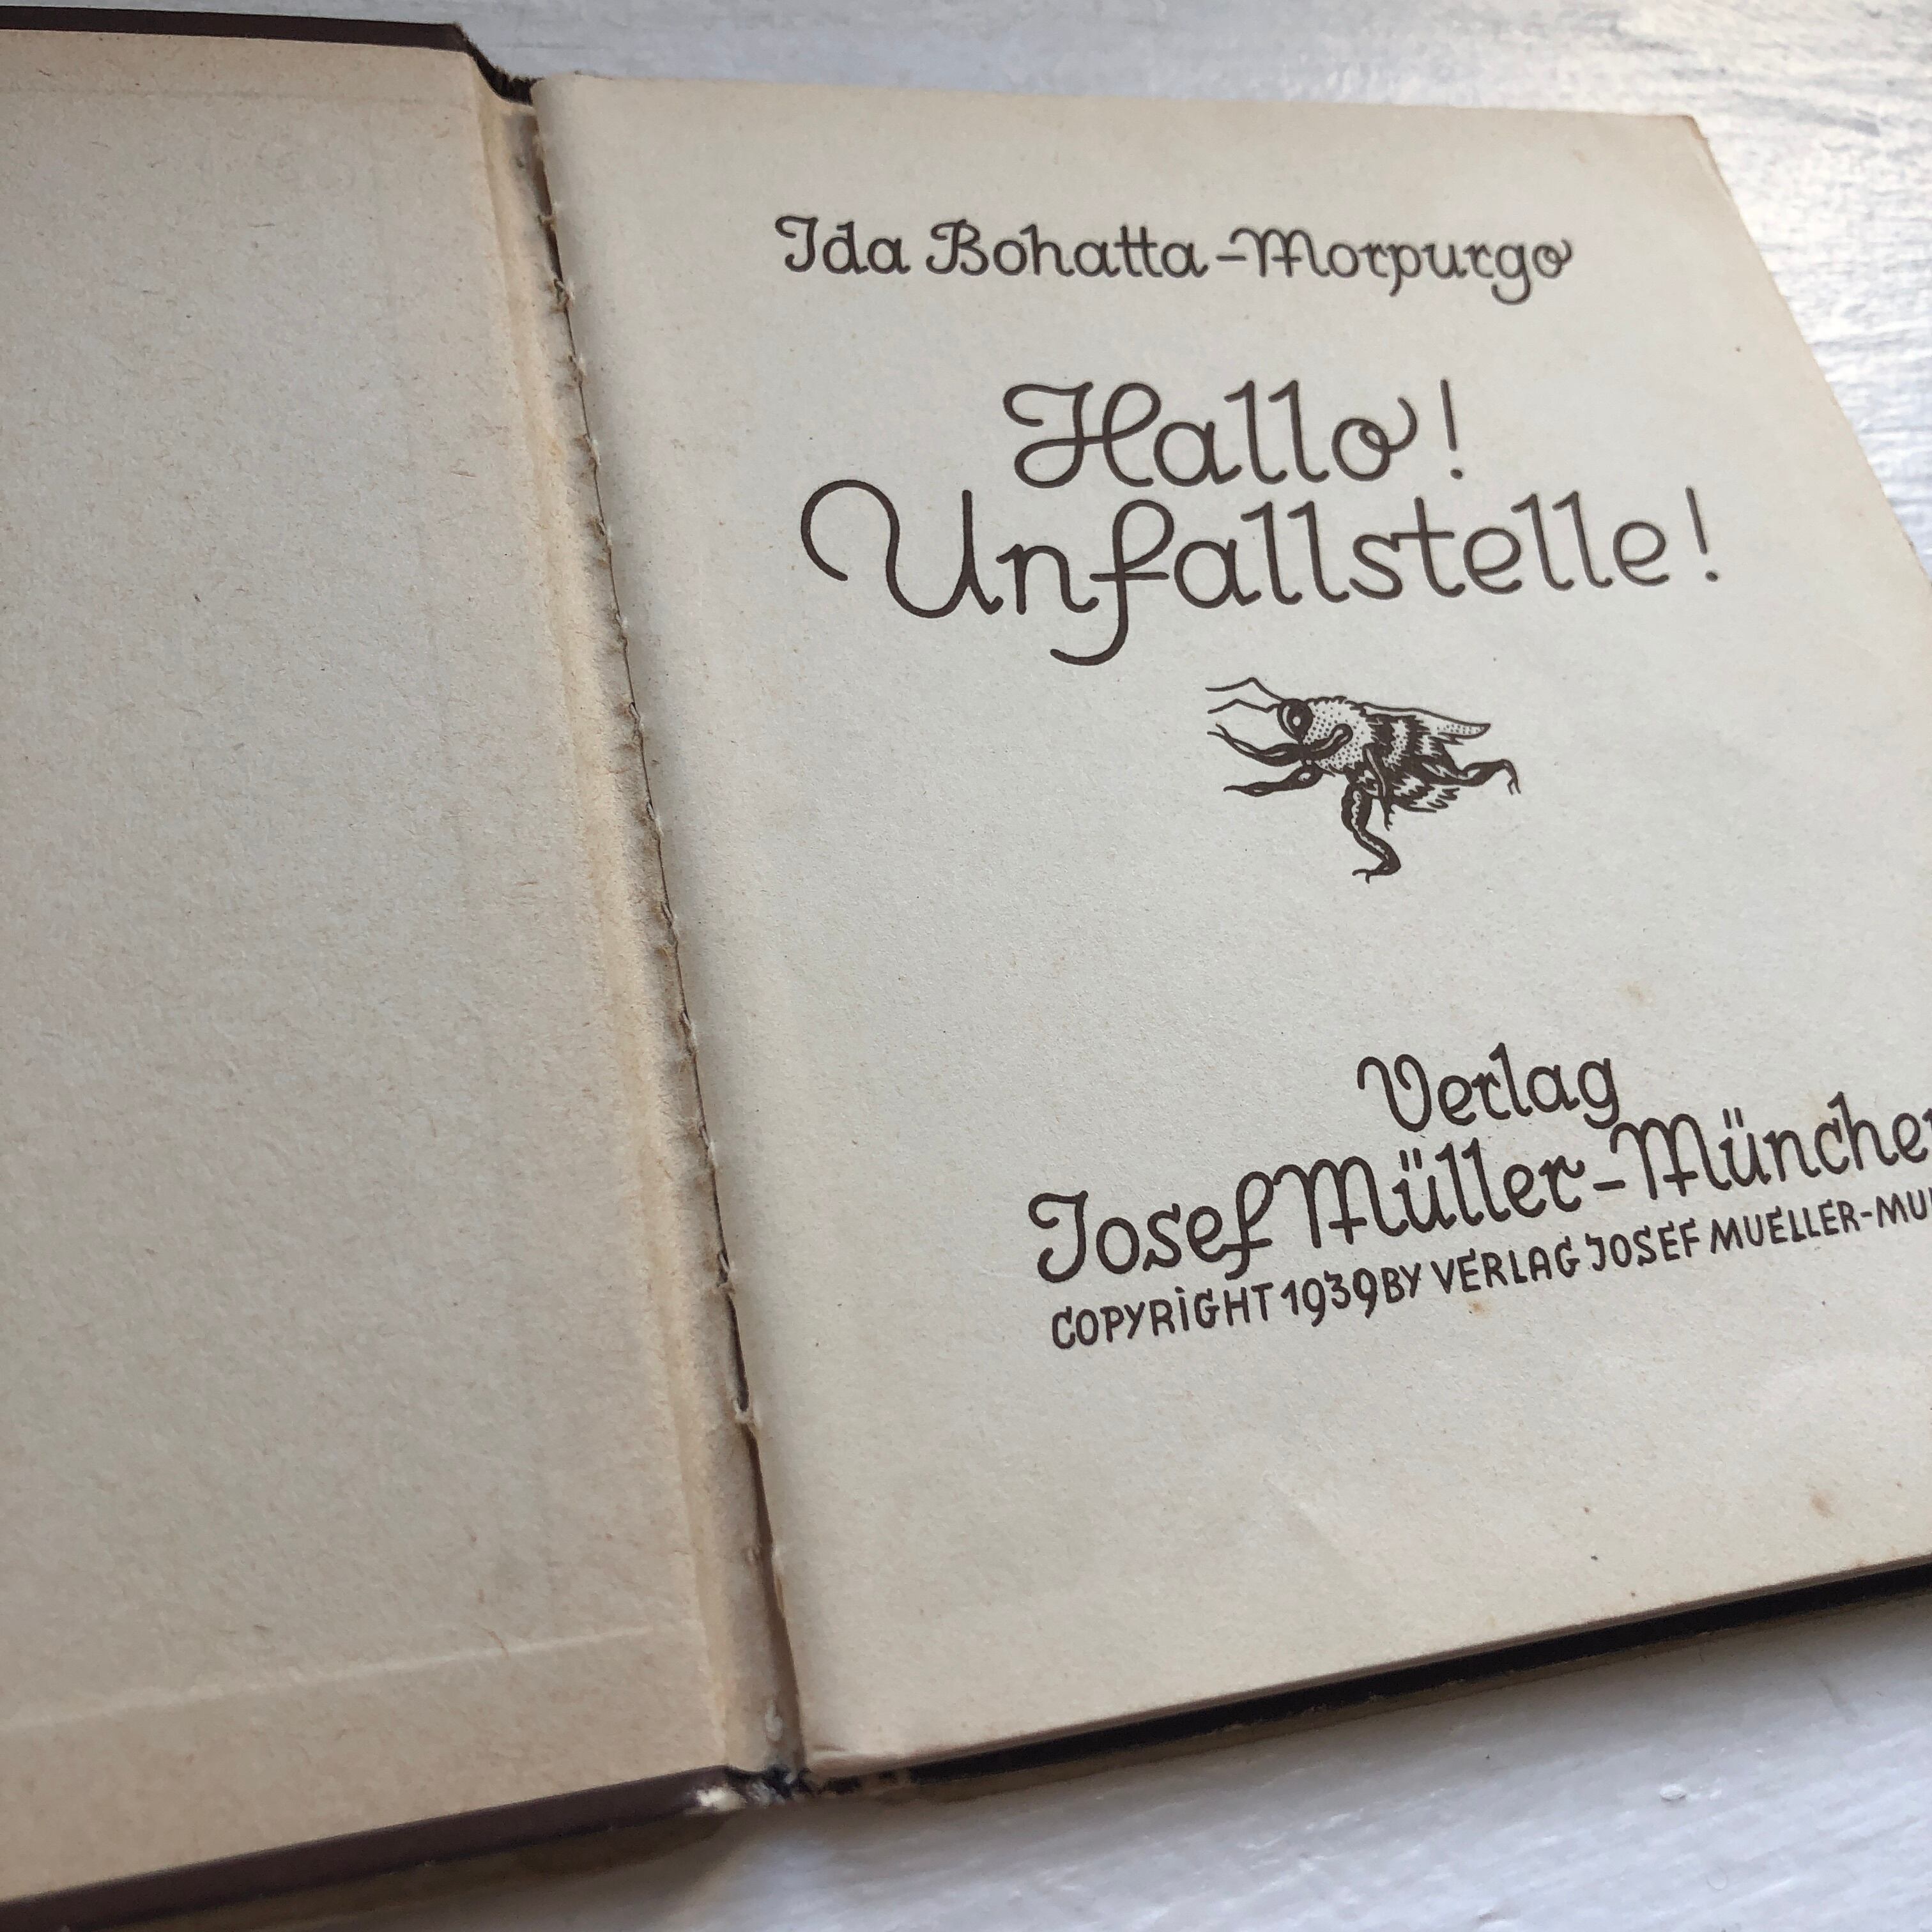 Ida Bohatta-Morpurgo
Hallo!
Unfallstelle!
Verlag
Josef Müller-München
COPYRIGHT 1939 BY VERLAG JOSEF MUELLER-MU